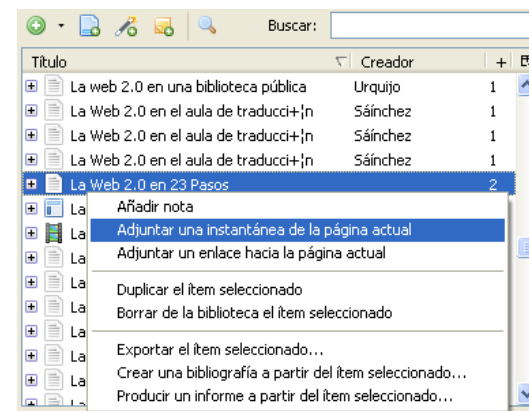 Buscar:
Título Creador +
La web 2.0 en una biblioteca pública Urquijo 1
La Web 2.0 en el aula de traducci+¦n Sáínchez 1
La Web 2.0 en el aula de traducci+¦n Sáínchez 1
La Web 2.0 en el aula de traducci+¦n Sáínchez 1
La Web 2.0 en 23 Pasos 2
La Añadir nota
La Adjuntar una instantánea de la página actual
La Adjuntar un enlace hacia la página actual
La Duplicar el ítem seleccionado
La Borrar de la biblioteca el ítem seleccionado
La
La Exportar el ítem seleccionado...
La Crear una bibliografía a partir del ítem seleccionado...
La Producir un informe a partir del ítem seleccionado...